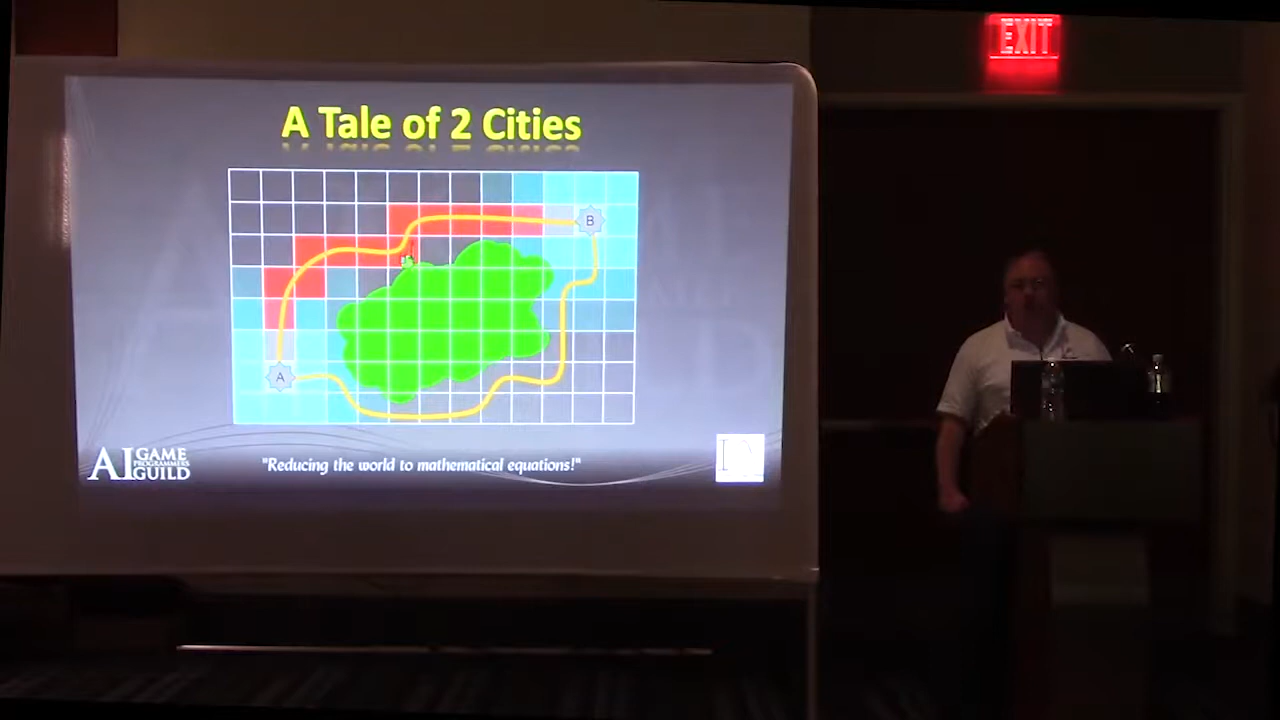 EXIT
A Tale of 2 Cities
B
A
AI GAME
PROGRAMMERS
GUILD
"Reducing the world to mathematical equations!"